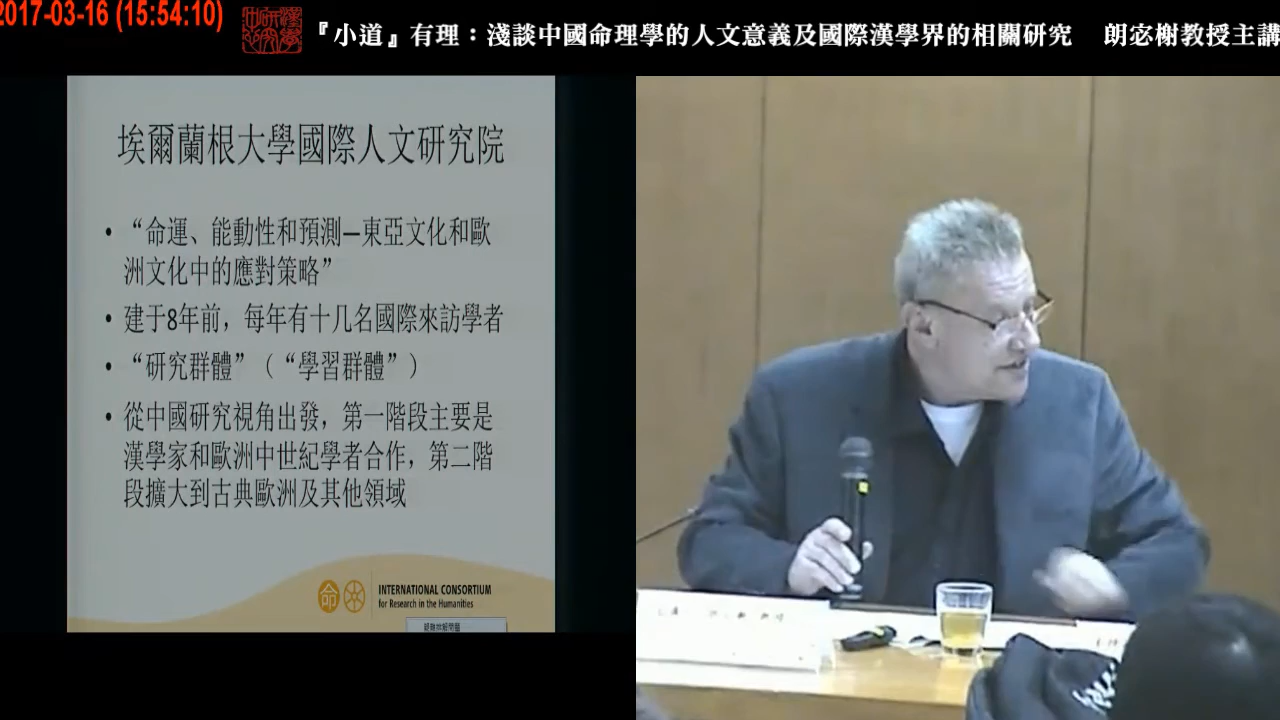 2017-03-16 (15:54:10)
『小道』有理：淺談中國命理學的人文意義及國際漢學界的相關研究 朗宓榭教授主講
埃爾蘭根大學國際人文研究院
• “命運、能動性和預測—東亞文化和歐
洲文化中的應對策略”
• 建于8年前，每年有十几名國際來訪學者
• “研究群體”（“學習群體”）
• 從中國研究視角出發，第一階段主要是
漢學家和歐洲中世紀學者合作，第二階
段擴大到古典歐洲及其他領域
命
INTERNATIONAL CONSORTIUM
for Research in the Humanities